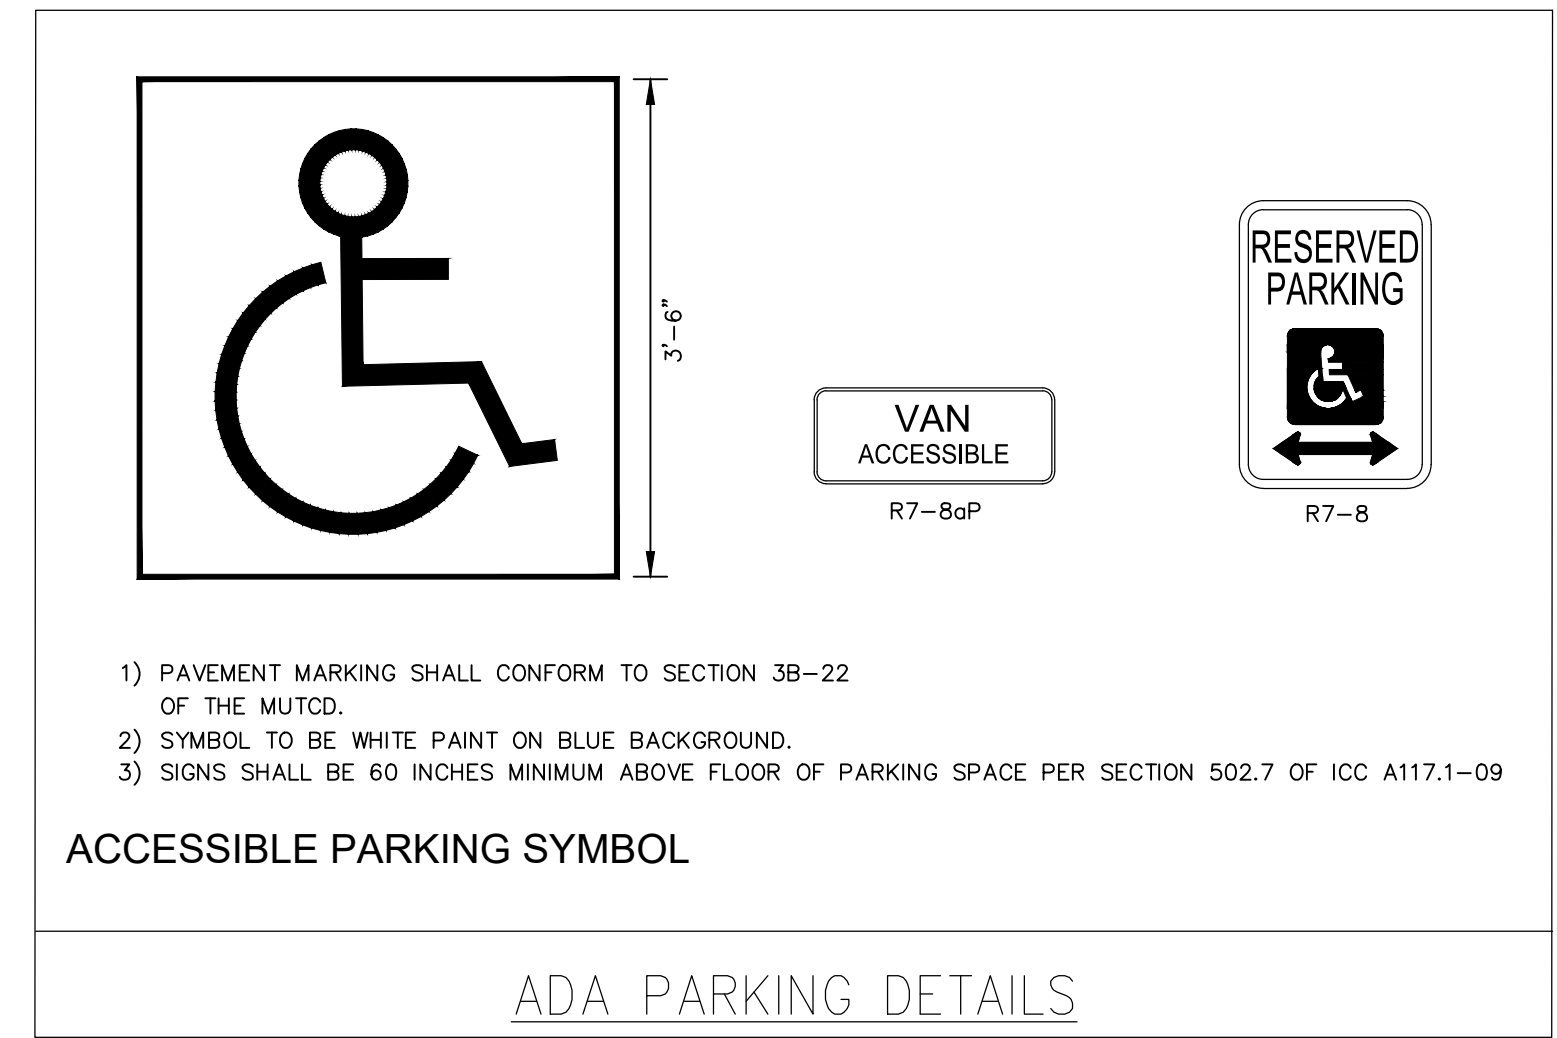 3'-6"
VAN
ACCESSIBLE
R7-8aP
RESERVED
PARKING
R7-8
1) PAVEMENT MARKING SHALL CONFORM TO SECTION 3B-22
OF THE MUTCD.
2) SYMBOL TO BE WHITE PAINT ON BLUE BACKGROUND.
3) SIGNS SHALL BE 60 INCHES MINIMUM ABOVE FLOOR OF PARKING SPACE PER SECTION 502.7 OF ICC A117.1-09
ACCESSIBLE PARKING SYMBOL
ADA PARKING DETAILS